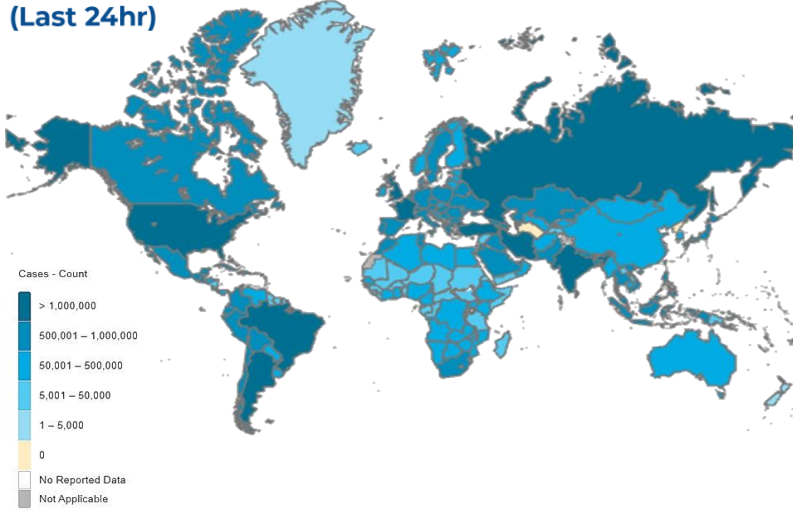 (Last 24hr)
Cases - Count
> 1,000,000
500,001 – 1,000,000
50,001 – 500,000
5,001 – 50,000
1 – 5,000
0
No Reported Data
Not Applicable